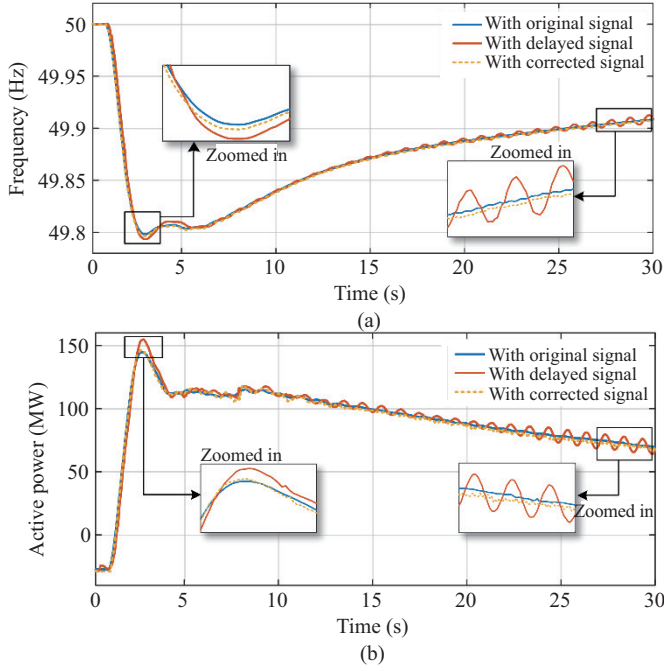 50
49.95
49.9
49.85
49.8
Frequency (Hz)
With original signal
With delayed signal
With corrected signal
Zoomed in
Zoomed in
0
5
10
15
20
25
30
Time (s)
(a)
150
100
50
0
Active power (MW)
With original signal
With delayed signal
With corrected signal
Zoomed in
Zoomed in
0
5
10
15
20
25
30
Time (s)
(b)